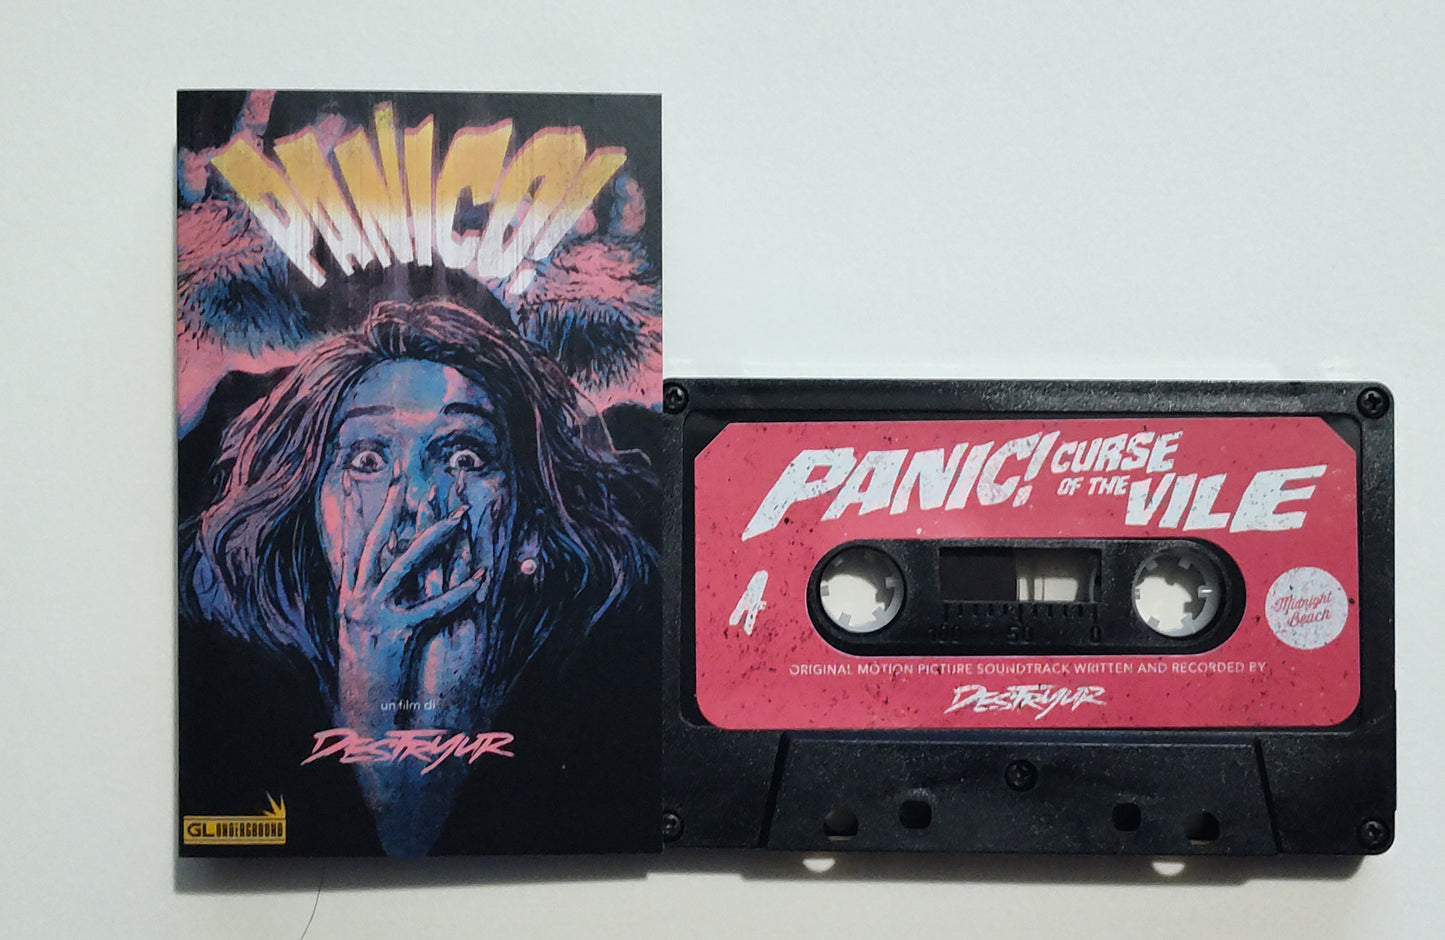 PANICO!
un film di
DESTRYUR
GL UNDERGROUND
PANIC! CURSE
OF THE VILE
A
100 50 0
Midnight
Beach
ORIGINAL MOTION PICTURE SOUNDTRACK WRITTEN AND RECORDED BY
DESTRYUR